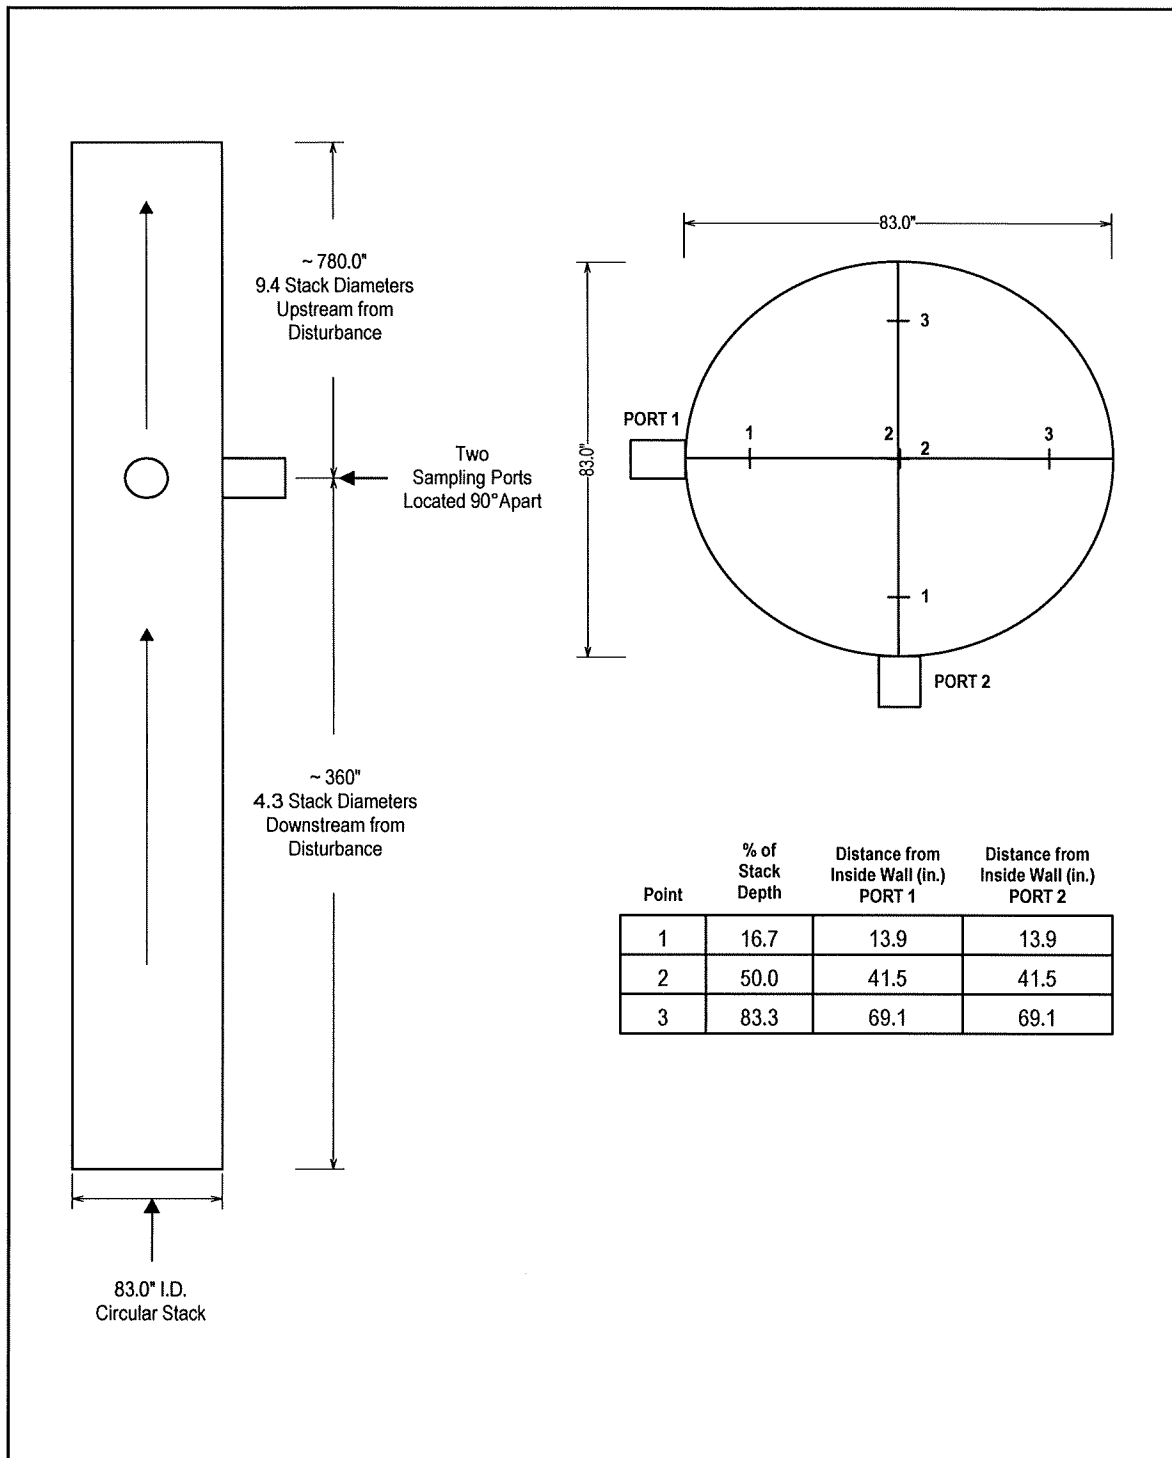 ~ 780.0"
9.4 Stack Diameters
Upstream from
Disturbance
Two
Sampling Ports
Located 90°Apart
~ 360"
4.3 Stack Diameters
Downstream from
Disturbance
83.0" I.D.
Circular Stack
83.0"
83.0"
PORT 1
1
2
3
3
2
1
PORT 2
Point % of Stack Depth Distance from Inside Wall (in.) PORT 1 Distance from Inside Wall (in.) PORT 2
1 16.7 13.9 13.9
2 50.0 41.5 41.5
3 83.3 69.1 69.1